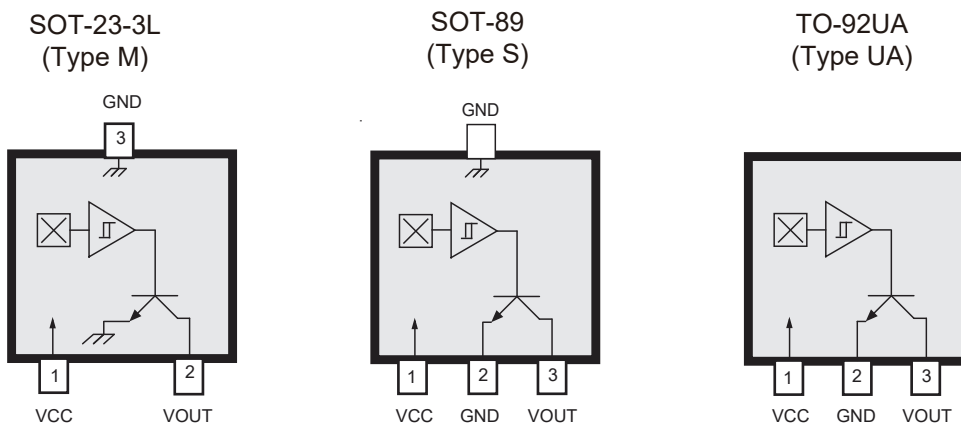 SOT-23-3L
(Type M)
GND
3
1
2
VCC
VOUT
SOT-89
(Type S)
GND
1
2
3
VCC
GND
VOUT
TO-92UA
(Type UA)
1
2
3
VCC
GND
VOUT